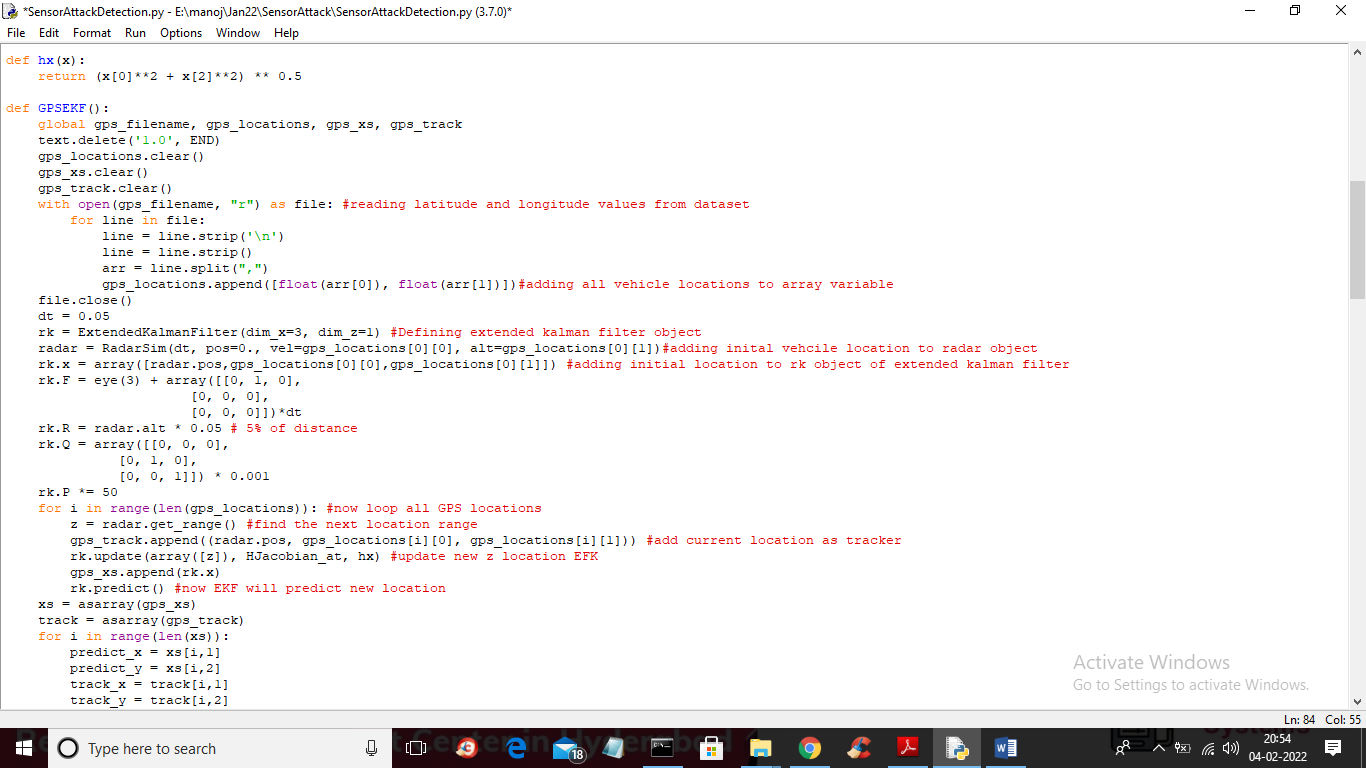 *SensorAttackDetection.py - E:\manoj\Jan22\SensorAttack\SensorAttackDetection.py (3.7.0)*
File Edit Format Run Options Window Help
def hx(x):
    return (x[0]**2 + x[2]**2) ** 0.5
def GPSEKF():
    global gps_filename, gps_locations, gps_xs, gps_track
    text.delete('1.0', END)
    gps_locations.clear()
    gps_xs.clear()
    gps_track.clear()
    with open(gps_filename, "r") as file: #reading latitude and longitude values from dataset
        for line in file:
            line = line.strip('\n')
            line = line.strip()
            arr = line.split(",")
            gps_locations.append([float(arr[0]), float(arr[1])])#adding all vehicle locations to array variable
    file.close()
    dt = 0.05
    rk = ExtendedKalmanFilter(dim_x=3, dim_z=1) #Defining extended kalman filter object
    radar = RadarSim(dt, pos=0., vel=gps_locations[0][0], alt=gps_locations[0][1])#adding inital vehcile location to radar object
    rk.x = array([radar.pos,gps_locations[0][0],gps_locations[0][1]]) #adding initial location to rk object of extended kalman filter
    rk.F = eye(3) + array([[0, 1, 0],
                       [0, 0, 0],
                       [0, 0, 0]])*dt
    rk.R = radar.alt * 0.05 # 5% of distance
    rk.Q = array([[0, 0, 0],
              [0, 1, 0],
              [0, 0, 1]]) * 0.001
    rk.P *= 50
    for i in range(len(gps_locations)): #now loop all GPS locations
        z = radar.get_range() #find the next location range
        gps_track.append((radar.pos, gps_locations[i][0], gps_locations[i][1])) #add current location as tracker
        rk.update(array([z]), HJacobian_at, hx) #update new z location EFK
        gps_xs.append(rk.x)
        rk.predict() #now EKF will predict new location
    xs = asarray(gps_xs)
    track = asarray(gps_track)
    for i in range(len(xs)):
        predict_x = xs[i,1]
        predict_y = xs[i,2]
        track_x = track[i,1]
        track_y = track[i,2]
Activate Windows
Go to Settings to activate Windows.
Ln: 84 Col: 55
Type here to search
18
20:54
04-02-2022